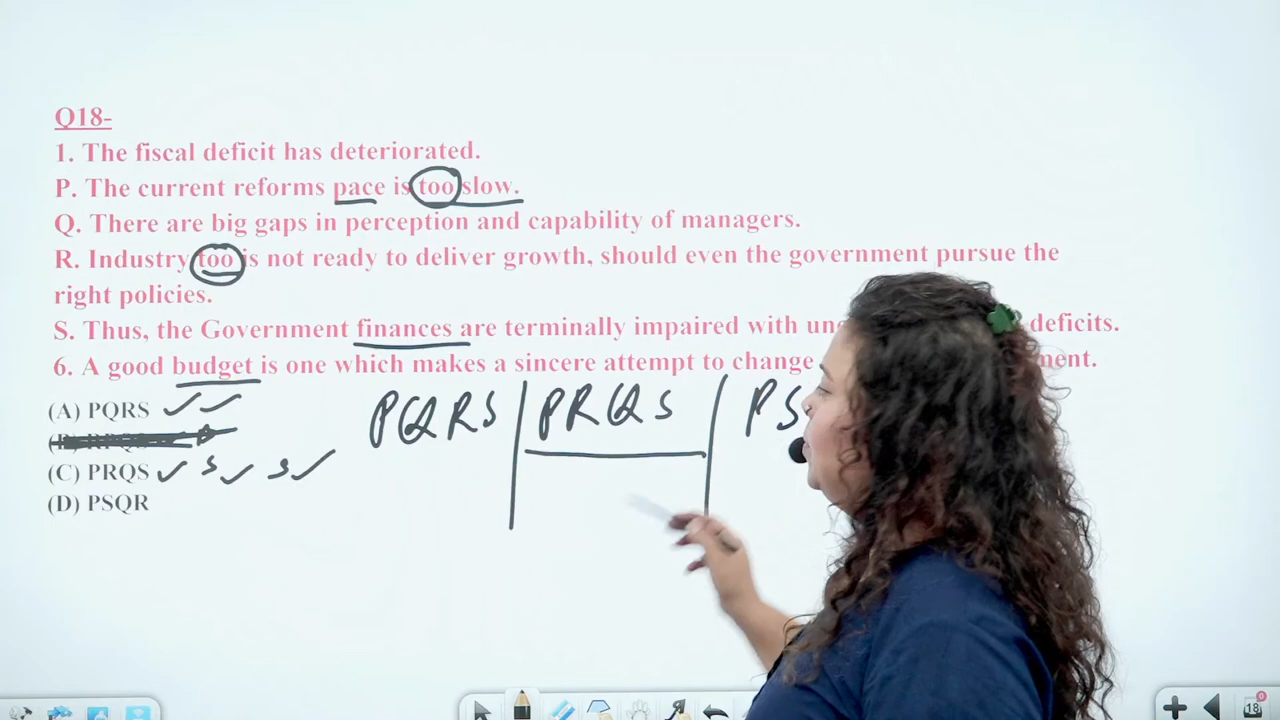 Q18-
1. The fiscal deficit has deteriorated.
P. The current reforms pace is too slow.
Q. There are big gaps in perception and capability of managers.
R. Industry too is not ready to deliver growth, should even the government pursue the
right policies.
S. Thus, the Government finances are terminally impaired with deficits.
6. A good budget is one which makes a sincere attempt to change
(A) PQRS
PQRS PRQS PS
(C) PRQS S S
(D) PSQR
18